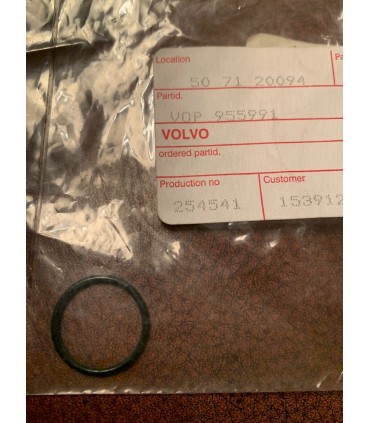 Location
50 71 20094
Partid.
VOP 955991
VOLVO
ordered partid.
Production no
254541
Customer
153912